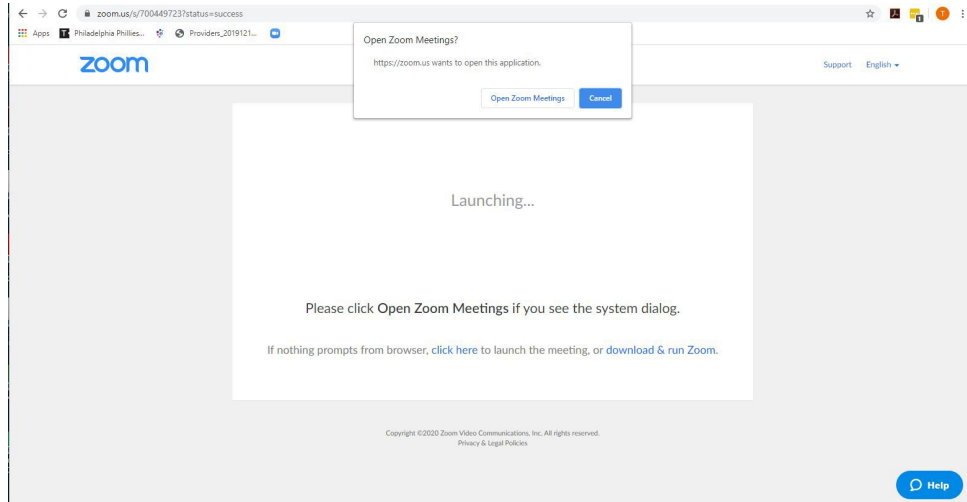 zoom.us/s/700449723?status=success
Apps Philadelphia Phillies... Providers_2019121...
T
1
Open Zoom Meetings?
https://zoom.us wants to open this application.
Open Zoom Meetings Cancel
zoom
Support English
Launching...
Please click Open Zoom Meetings if you see the system dialog.
If nothing prompts from browser, click here to launch the meeting, or download & run Zoom.
Copyright ©2020 Zoom Video Communications, Inc. All rights reserved.
Privacy & Legal Policies
Help